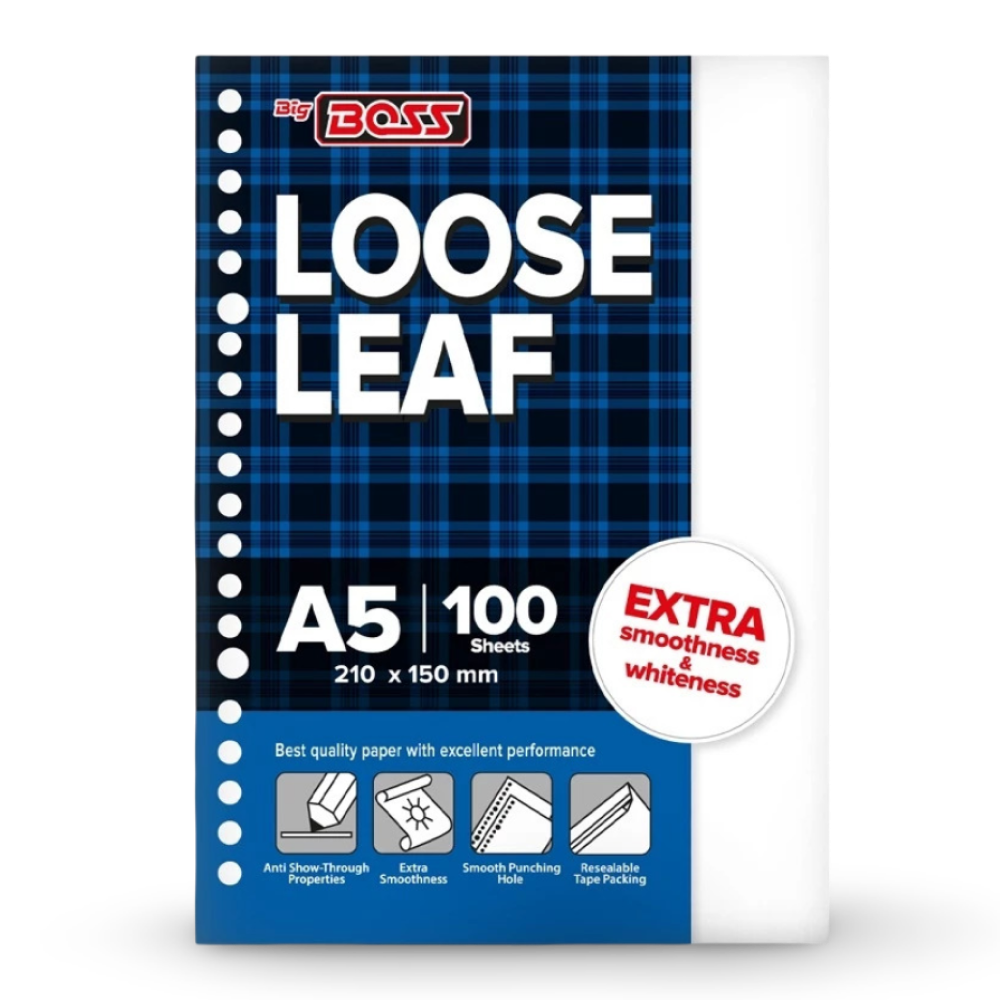 Big BOSS
LOOSE
LEAF
A5 | 100
Sheets
210 x 150 mm
EXTRA
smoothness
&
whiteness
Best quality paper with excellent performance
Anti Show-Through
Properties
Extra
Smoothness
Smooth Punching
Hole
Resealable
Tape Packing